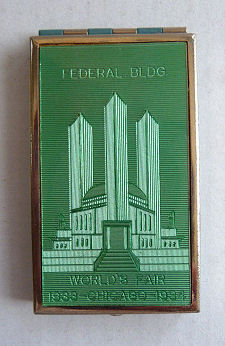 FEDERAL BLDG
WORLD'S FAIR
1933-CHICAGO-1934